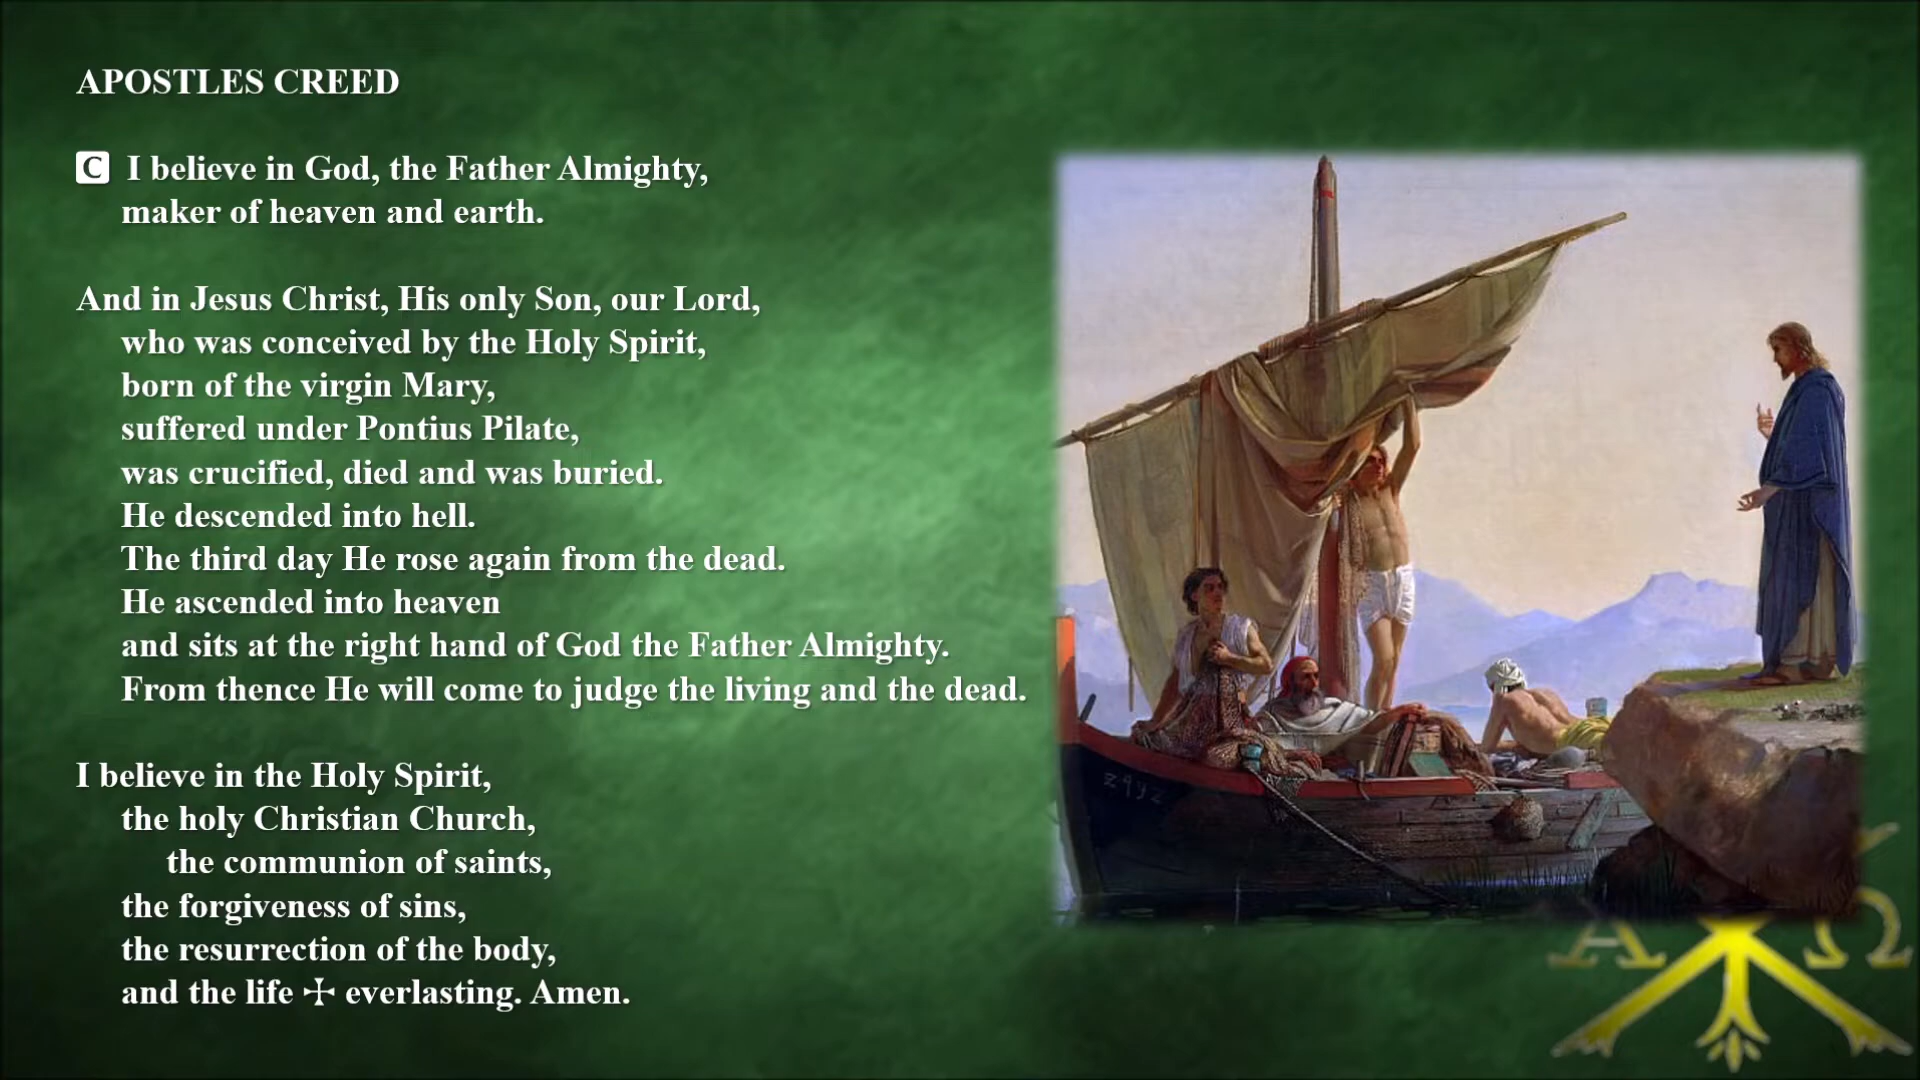 APOSTLES CREED
C I believe in God, the Father Almighty,
maker of heaven and earth.
And in Jesus Christ, His only Son, our Lord,
who was conceived by the Holy Spirit,
born of the virgin Mary,
suffered under Pontius Pilate,
was crucified, died and was buried.
He descended into hell.
The third day He rose again from the dead.
He ascended into heaven
and sits at the right hand of God the Father Almighty.
From thence He will come to judge the living and the dead.
I believe in the Holy Spirit,
the holy Christian Church,
the communion of saints,
the forgiveness of sins,
the resurrection of the body,
and the life ☩ everlasting. Amen.
Α Ω